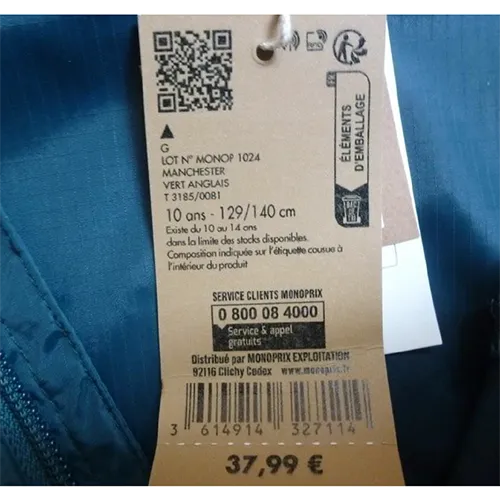 G
LOT N° MONOP 1024
MANCHESTER
VERT ANGLAIS
T 3185/0081
10 ans - 129/140 cm
Existe du 10 au 14 ans
dans la limite des stocks disponibles.
Composition indiquée sur l'étiquette cousue à
l'intérieur du produit
ÉLÉMENTS
D'EMBALLAGE
SERVICE CLIENTS MONOPRIX
0 800 08 4000
Service & appel
gratuits
Distribué par MONOPRIX EXPLOITATION
92116 Clichy Cedex www.monoprix.fr
3 614914 327114
37,99 €